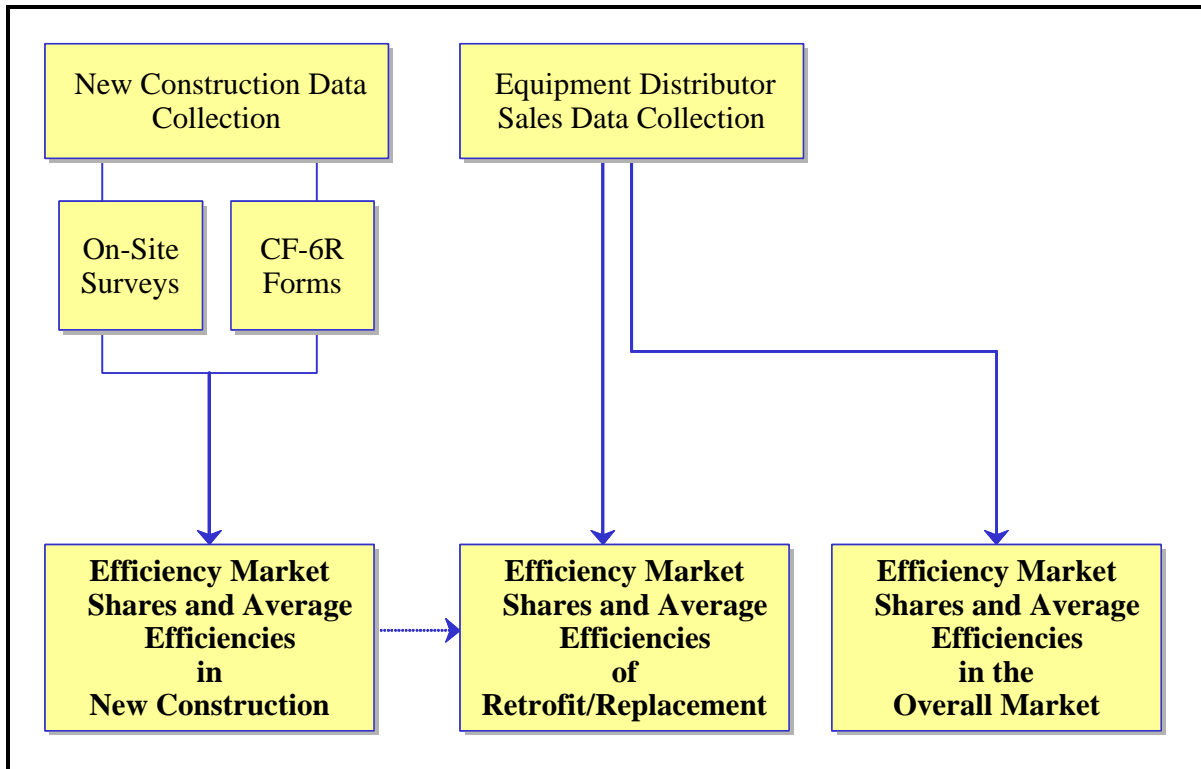 New Construction Data
Collection
Equipment Distributor
Sales Data Collection
On-Site
Surveys
CF-6R
Forms
Efficiency Market
Shares and Average
Efficiencies
in
New Construction
Efficiency Market
Shares and Average
Efficiencies
of
Retrofit/Replacement
Efficiency Market
Shares and Average
Efficiencies
in the
Overall Market